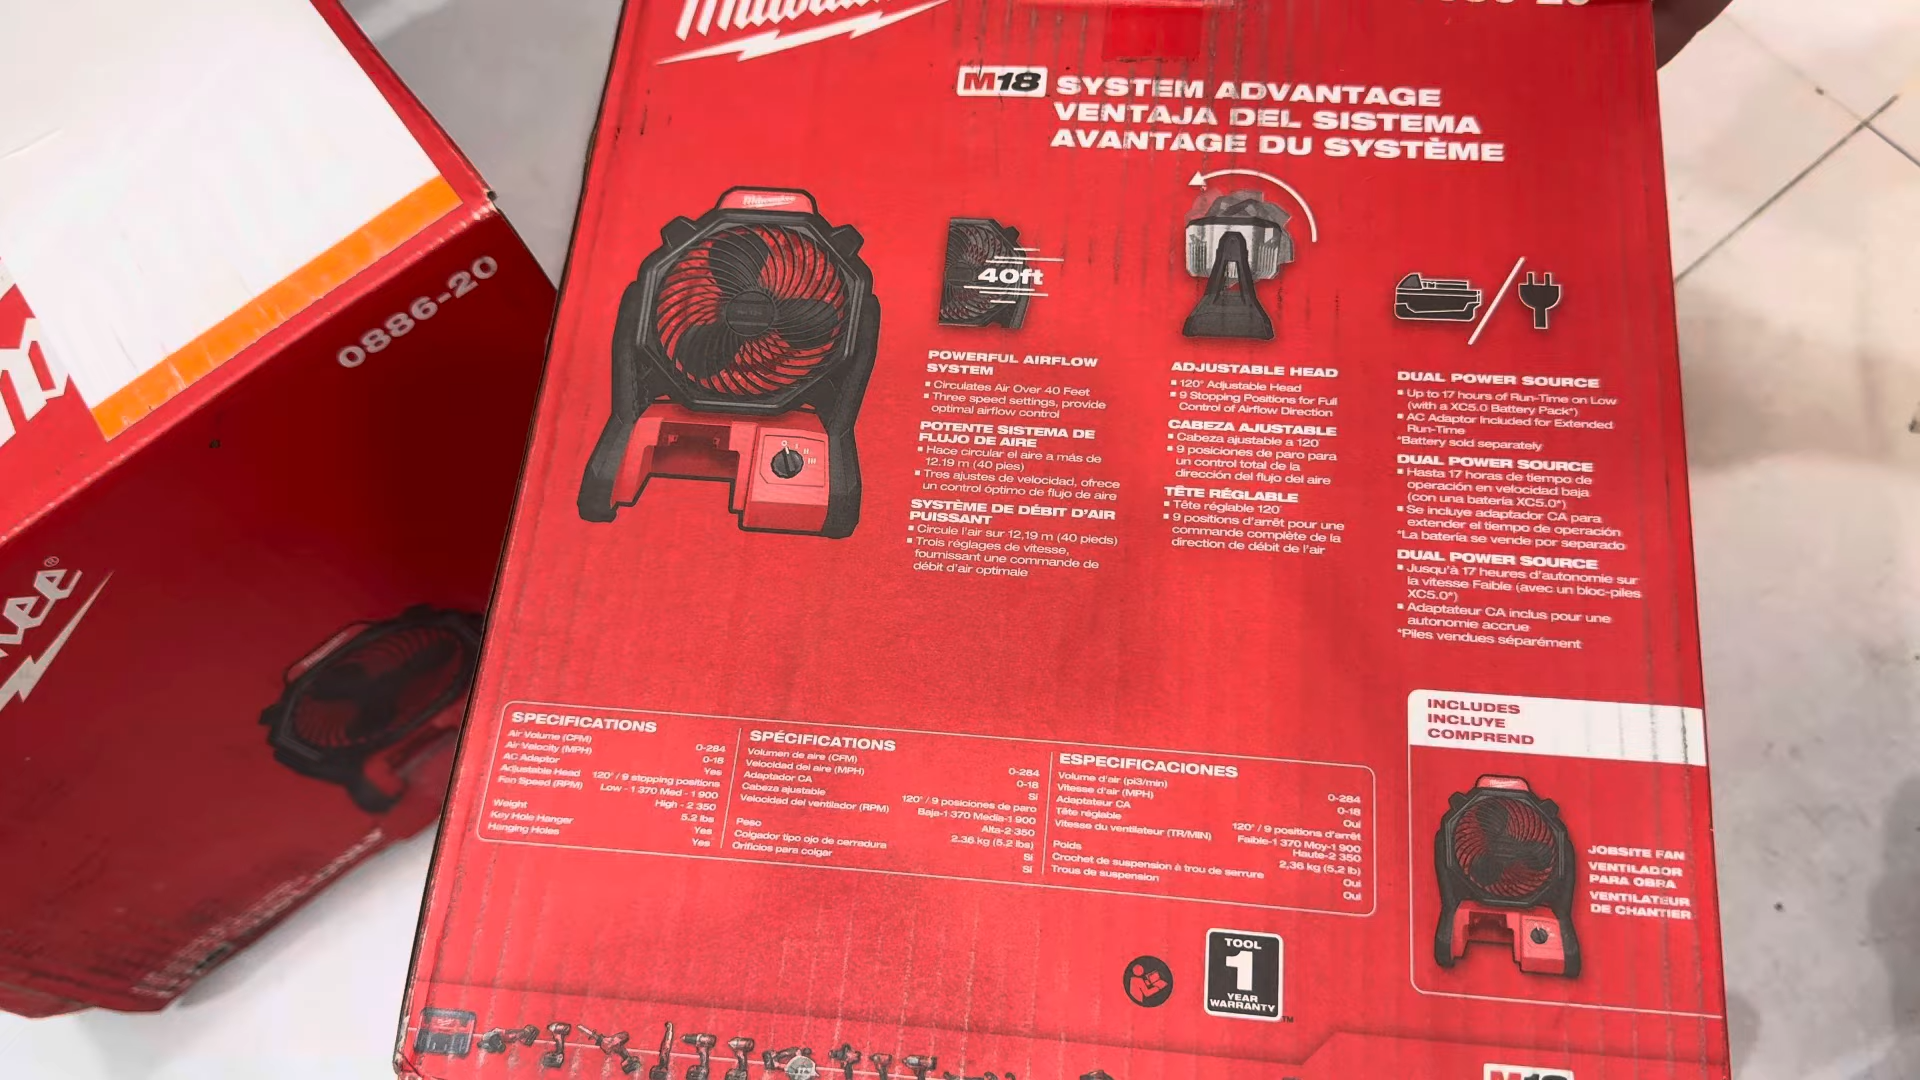 Milwaukee
0886-20
M18 SYSTEM ADVANTAGE
VENTAJA DEL SISTEMA
AVANTAGE DU SYSTÈME
Milwaukee
40ft
POWERFUL AIRFLOW
SYSTEM
▪ Circulates Air Over 40 Feet
▪ Three speed settings, provide
optimal airflow control
POTENTE SISTEMA DE
FLUJO DE AIRE
▪ Hace circular el aire a más de
12.19 m (40 pies)
▪ Tres ajustes de velocidad, ofrece
un control óptimo de flujo de aire
SYSTÈME DE DÉBIT D'AIR
PUISSANT
▪ Circule l'air sur 12,19 m (40 pieds)
▪ Trois réglages de vitesse,
fournissant une commande de
débit d'air optimale
ADJUSTABLE HEAD
▪ 120° Adjustable Head
▪ 9 Stopping Positions for Full
Control of Airflow Direction
CABEZA AJUSTABLE
▪ Cabeza ajustable a 120°
▪ 9 posiciones de paro para
un control total de la
dirección del flujo del aire
TÊTE RÉGLABLE
▪ Tête réglable 120°
▪ 9 positions d'arrêt pour une
commande complète de la
direction de débit de l'air
DUAL POWER SOURCE
▪ Up to 17 hours of Run-Time on Low
(with a XC5.0 Battery Pack*)
▪ AC Adaptor Included for Extended
Run-Time
*Battery sold separately
DUAL POWER SOURCE
▪ Hasta 17 horas de tiempo de
operación en velocidad baja
(con una batería XC5.0*)
▪ Se incluye adaptador CA para
extender el tiempo de operación
*La batería se vende por separado
DUAL POWER SOURCE
▪ Jusqu'à 17 heures d'autonomie sur
la vitesse Faible (avec un bloc-piles
XC5.0*)
▪ Adaptateur CA inclus pour une
autonomie accrue
*Piles vendues séparément
SPECIFICATIONS
Air Volume (CFM) 0-284
Air Velocity (MPH) 0-18
AC Adaptor Yes
Adjustable Head 120° / 9 stopping positions
Fan Speed (RPM) Low - 1 370 Med - 1 900
High - 2 350
Weight 5.2 lbs
Key Hole Hanger Yes
Hanging Holes Yes
SPÉCIFICATIONS
Volumen de aire (CFM) 0-284
Velocidad del aire (MPH) 0-18
Adaptador CA Sí
Cabeza ajustable 120° / 9 posiciones de paro
Velocidad del ventilador (RPM) Baja-1 370 Media-1 900
Alta-2 350
Peso 2.36 kg (5.2 lbs)
Colgador tipo ojo de cerradura Sí
Orificios para colgar Sí
ESPECIFICACIONES
Volume d'air (pi3/min) 0-284
Vitesse d'air (MPH) 0-18
Adaptateur CA Oui
Tête réglable 120° / 9 positions d'arrêt
Vitesse du ventilateur (TR/MIN) Faible-1 370 Moy-1 900
Haute-2 350
Poids 2,36 kg (5.2 lb)
Crochet de suspension à trou de serrure Oui
Trous de suspension Oui
INCLUDES
INCLUYE
COMPREND
JOBSITE FAN
VENTILADOR
PARA OBRA
VENTILATEUR
DE CHANTIER
TOOL
1
YEAR
WARRANTY
TM
M18